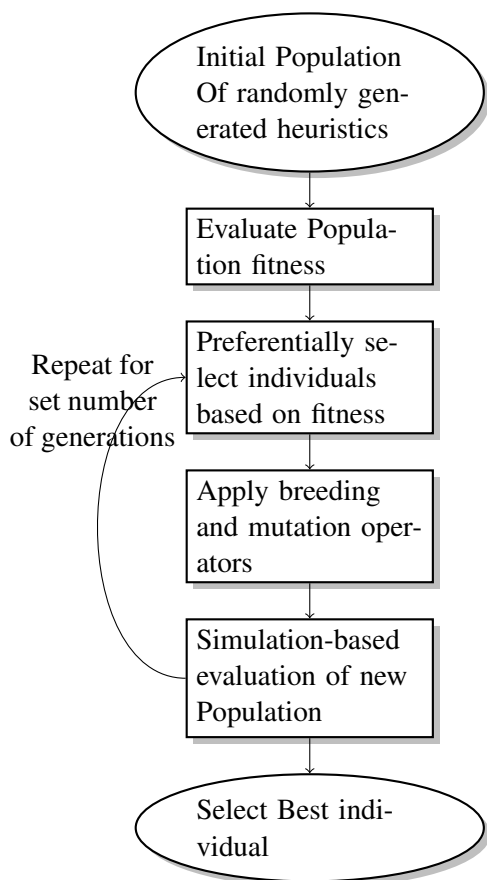 Initial Population
Of randomly gen-
erated heuristics
Evaluate Popula-
tion fitness
Preferentially se-
lect individuals
based on fitness
Repeat for
set number
of generations
Apply breeding
and mutation oper-
ators
Simulation-based
evaluation of new
Population
Select Best indi-
vidual